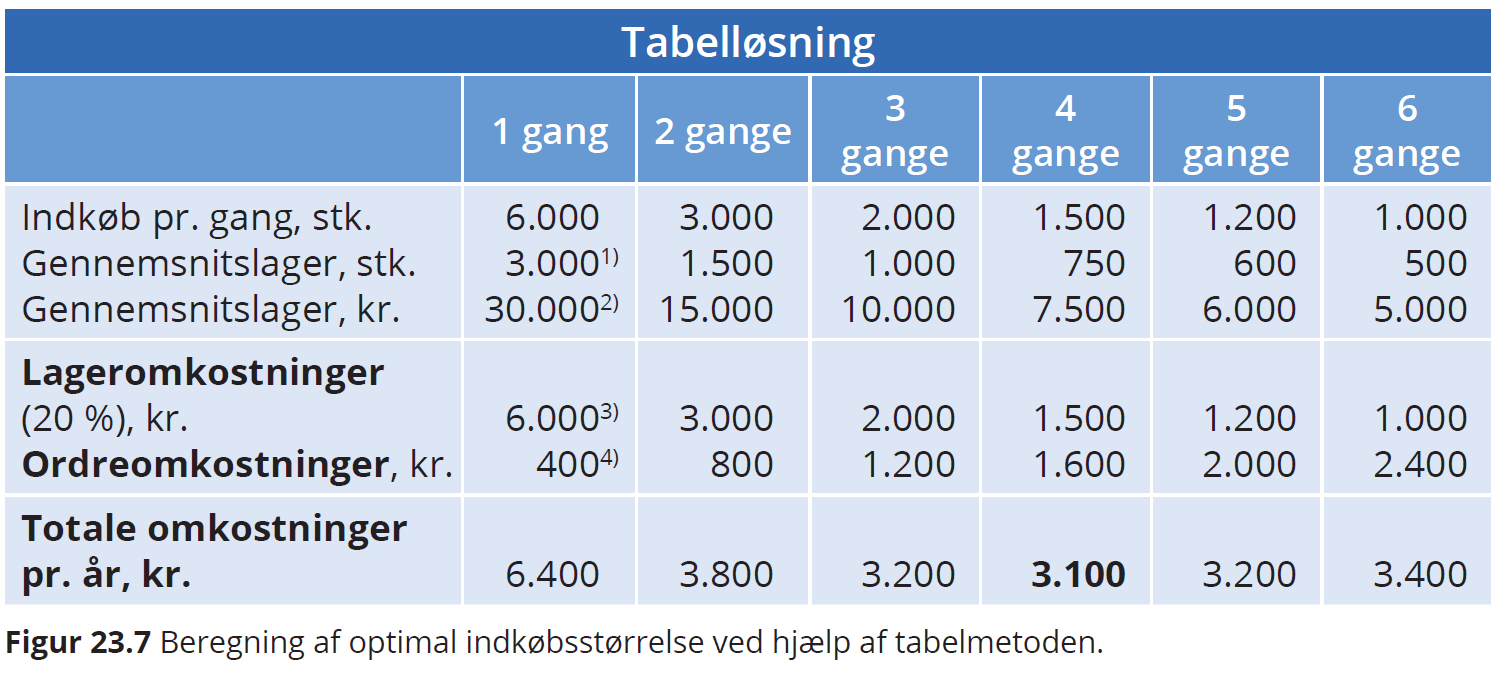 Tabelløsning
1 gang 2 gange 3 gange 4 gange 5 gange 6 gange
Indkøb pr. gang, stk. 6.000 3.000 2.000 1.500 1.200 1.000
Gennemsnitslager, stk. 3.000¹⁾ 1.500 1.000 750 600 500
Gennemsnitslager, kr. 30.000²⁾ 15.000 10.000 7.500 6.000 5.000
Lageromkostninger
(20 %), kr. 6.000³⁾ 3.000 2.000 1.500 1.200 1.000
Ordreomkostninger, kr. 400⁴⁾ 800 1.200 1.600 2.000 2.400
Totale omkostninger
pr. år, kr. 6.400 3.800 3.200 3.100 3.200 3.400
Figur 23.7 Beregning af optimal indkøbsstørrelse ved hjælp af tabelmetoden.